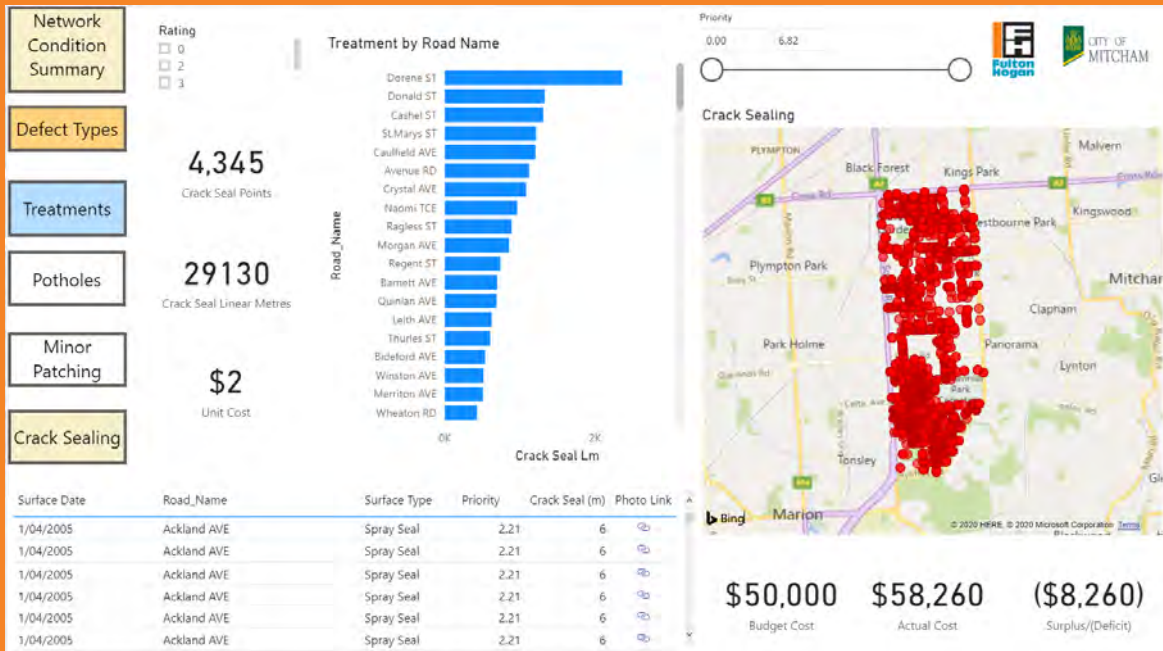 Network
Condition
Summary
Defect Types
Treatments
Potholes
Minor
Patching
Crack Sealing
Rating
0
2
3
4,345
Crack Seal Points
29130
Crack Seal Linear Metres
$2
Unit Cost
Treatment by Road Name
Road_Name
Dorene ST
Donald ST
Cashel ST
St.Marys ST
Caulfield AVE
Avenue RD
Crystal AVE
Naomi TCE
Ragless ST
Morgan AVE
Regent ST
Barnett AVE
Quinlan AVE
Leith AVE
Thurles ST
Bideford AVE
Winston AVE
Merriton AVE
Wheaton RD
0K 2K
Crack Seal Lm
Priority
0.00 6.82
FH
Fulton
Hogan
CITY OF
MITCHAM
Crack Sealing
PLYMPTON
Malvern
Black Forest
Kings Park
Cross Rd
Kingswood
estbourne Park
Plympton Park
Mitchar
Clapham
Park Holme
Panorama
Lynton
Park
Celtic Ave
Tonsley
Marion
Bing
© 2020 HERE, © 2020 Microsoft Corporation Terms
Surface Date Road_Name Surface Type Priority Crack Seal (m) Photo Link
1/04/2005 Ackland AVE Spray Seal 2.21 6
1/04/2005 Ackland AVE Spray Seal 2.21 6
1/04/2005 Ackland AVE Spray Seal 2.21 6
1/04/2005 Ackland AVE Spray Seal 2.21 6
1/04/2005 Ackland AVE Spray Seal 2.21 6
1/04/2005 Ackland AVE Spray Seal 2.21 6
$50,000
Budget Cost
$58,260
Actual Cost
($8,260)
Surplus/(Deficit)